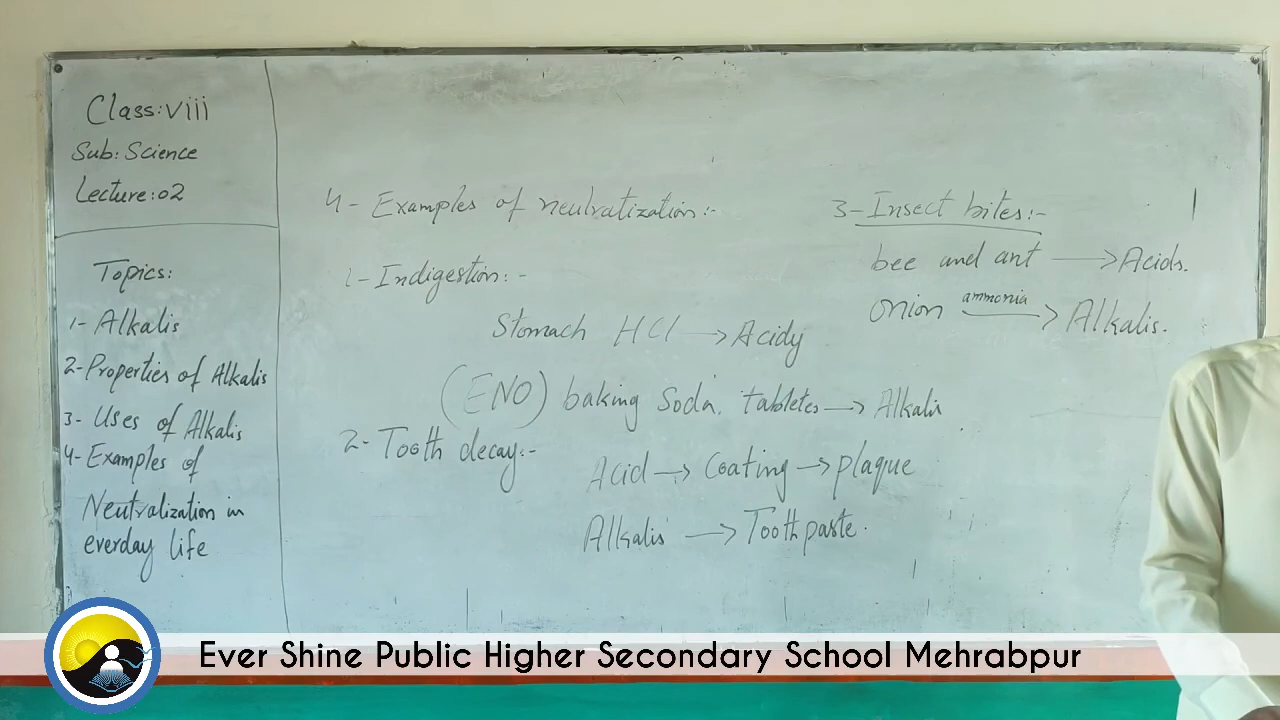 Class:viii
Sub: Science
Lecture:02
Topics:
1- Alkalis
2-Properties of Alkalis
3- Uses of Alkalis
4- Examples of
Neutralization in
everday life
4- Examples of neutratization:-
1-Indigestion:-
Stomach HCl → Acidy
(ENO) baking Soda, tabletes → Alkalis
2- Tooth decay:-
Acid → Coating → plaque
Alkalis → Tooth paste.
3-Insect bites:-
bee and ant → Acids.
onion ammonia → Alkalis.
Ever Shine Public Higher Secondary School Mehrabpur